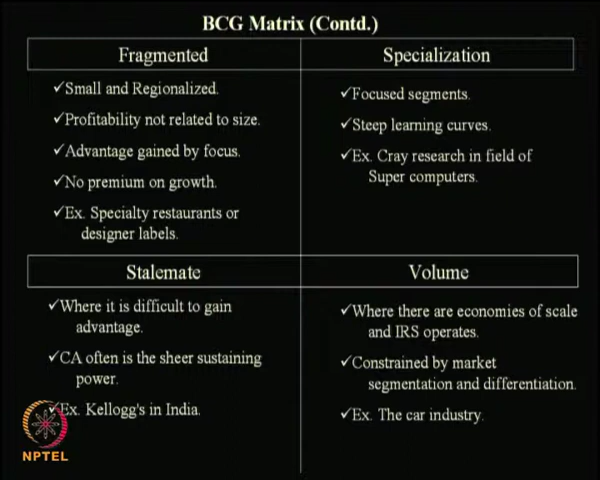 BCG Matrix (Contd.)
Fragmented
✓Small and Regionalized.
✓Profitability not related to size.
✓Advantage gained by focus.
✓No premium on growth.
✓Ex. Specialty restaurants or
designer labels.
Specialization
✓Focused segments.
✓Steep learning curves.
✓Ex. Cray research in field of
Super computers.
Stalemate
✓Where it is difficult to gain
advantage.
✓CA often is the sheer sustaining
power.
✓Ex. Kellogg's in India.
Volume
✓Where there are economies of scale
and IRS operates.
✓Constrained by market
segmentation and differentiation.
✓Ex. The car industry.
NPTEL